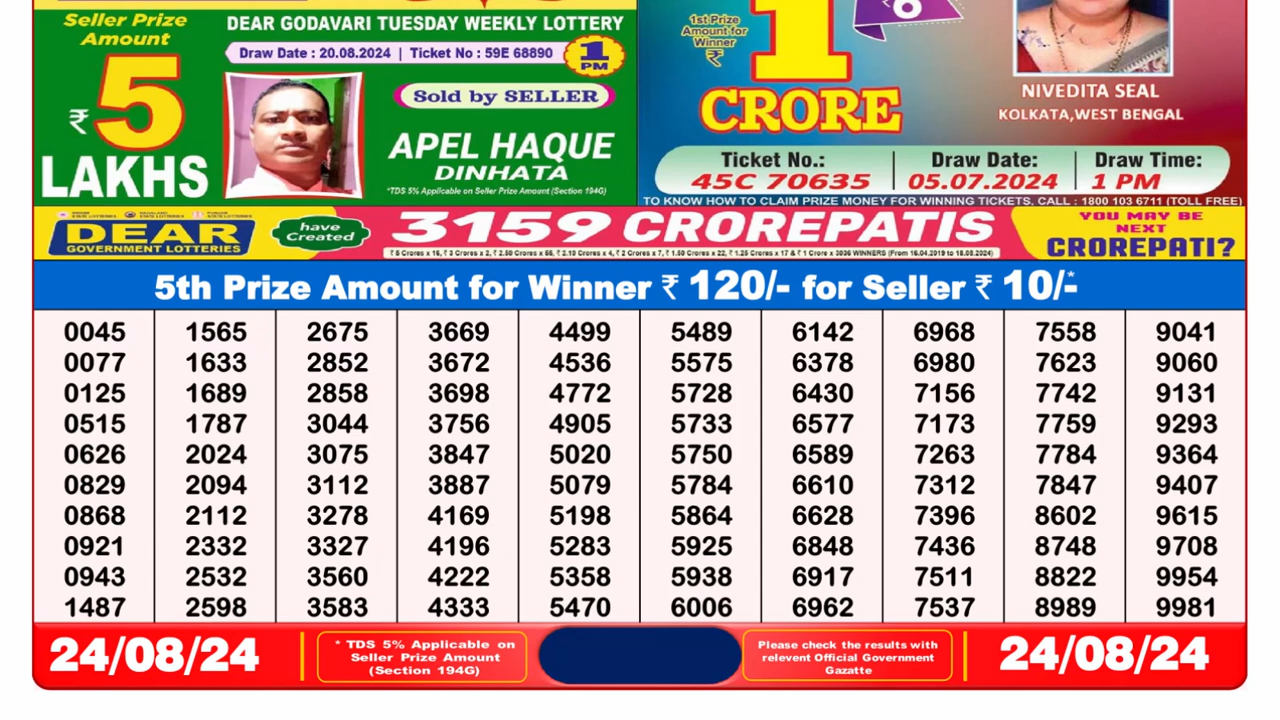 Seller Prize
Amount
₹5
LAKHS
DEAR GODAVARI TUESDAY WEEKLY LOTTERY
Draw Date : 20.08.2024 | Ticket No : 59E 68890
1
PM
Sold by SELLER
APEL HAQUE
DINHATA
*TDS 5% Applicable on Seller Prize Amount (Section 194G)
1st Prize
Amount for
Winner
₹
1
CRORE
NIVEDITA SEAL
KOLKATA,WEST BENGAL
Ticket No.: | Draw Date: | Draw Time:
45C 70635 | 05.07.2024 | 1 PM
TO KNOW HOW TO CLAIM PRIZE MONEY FOR WINNING TICKETS, CALL : 1800 103 6711 (TOLL FREE)
DEAR
GOVERNMENT LOTTERIES
have
Created
3159 CROREPATIS
YOU MAY BE
NEXT
CROREPATI?
5th Prize Amount for Winner ₹ 120/- for Seller ₹ 10/-*
0045 1565 2675 3669 4499 5489 6142 6968 7558 9041
0077 1633 2852 3672 4536 5575 6378 6980 7623 9060
0125 1689 2858 3698 4772 5728 6430 7156 7742 9131
0515 1787 3044 3756 4905 5733 6577 7173 7759 9293
0626 2024 3075 3847 5020 5750 6589 7263 7784 9364
0829 2094 3112 3887 5079 5784 6610 7312 7847 9407
0868 2112 3278 4169 5198 5864 6628 7396 8602 9615
0921 2332 3327 4196 5283 5925 6848 7436 8748 9708
0943 2532 3560 4222 5358 5938 6917 7511 8822 9954
1487 2598 3583 4333 5470 6006 6962 7537 8989 9981
24/08/24
* TDS 5% Applicable on
Seller Prize Amount
(Section 194G)
Please check the results with
relevent Official Government
Gazatte
24/08/24